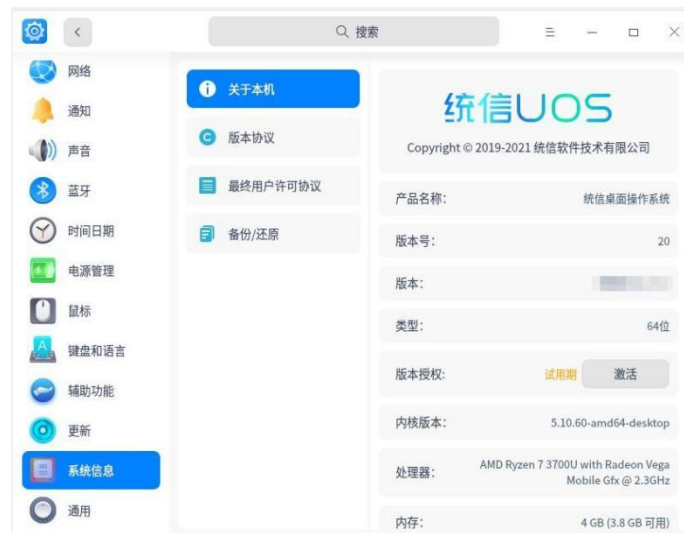 搜索
网络
通知
声音
蓝牙
时间日期
电源管理
鼠标
键盘和语言
辅助功能
更新
系统信息
通用
关于本机
版本协议
最终用户许可协议
备份/还原
统信UOS
Copyright © 2019-2021 统信软件技术有限公司
产品名称: 统信桌面操作系统
版本号: 20
版本:
类型: 64位
版本授权: 试用期 激活
内核版本: 5.10.60-amd64-desktop
处理器: AMD Ryzen 7 3700U with Radeon Vega
Mobile Gfx @ 2.3GHz
内存: 4 GB (3.8 GB 可用)